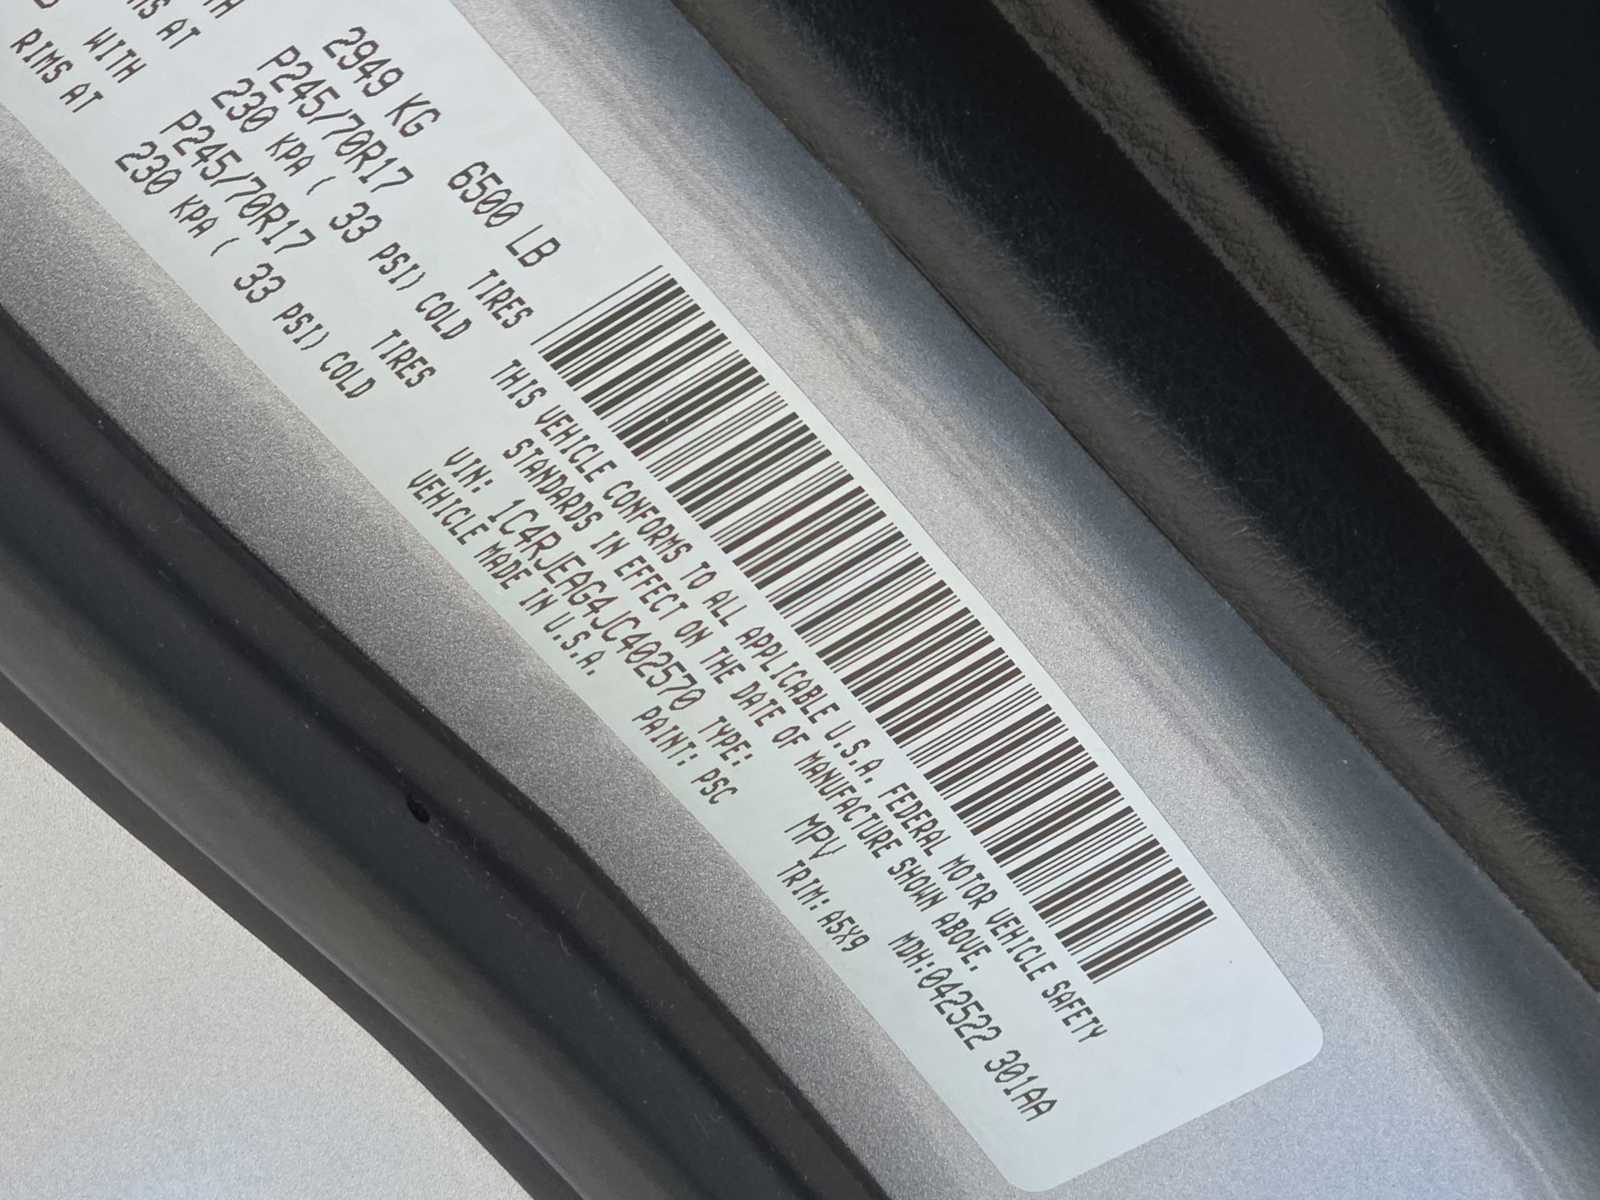 2949 KG 6500 LB
P245/70R17 TIRES
RIMS AT 230 KPA ( 33 PSI) COLD
WITH P245/70R17 TIRES
RIMS AT 230 KPA ( 33 PSI) COLD
THIS VEHICLE CONFORMS TO ALL APPLICABLE U.S.A. FEDERAL MOTOR VEHICLE SAFETY
STANDARDS IN EFFECT ON THE DATE OF MANUFACTURE SHOWN ABOVE.
MDH:042522 301AA
VIN: 1C4RJEAG4JC402570 TYPE: MPV
VEHICLE MADE IN U.S.A. PAINT: PSC TRIM: A5X9